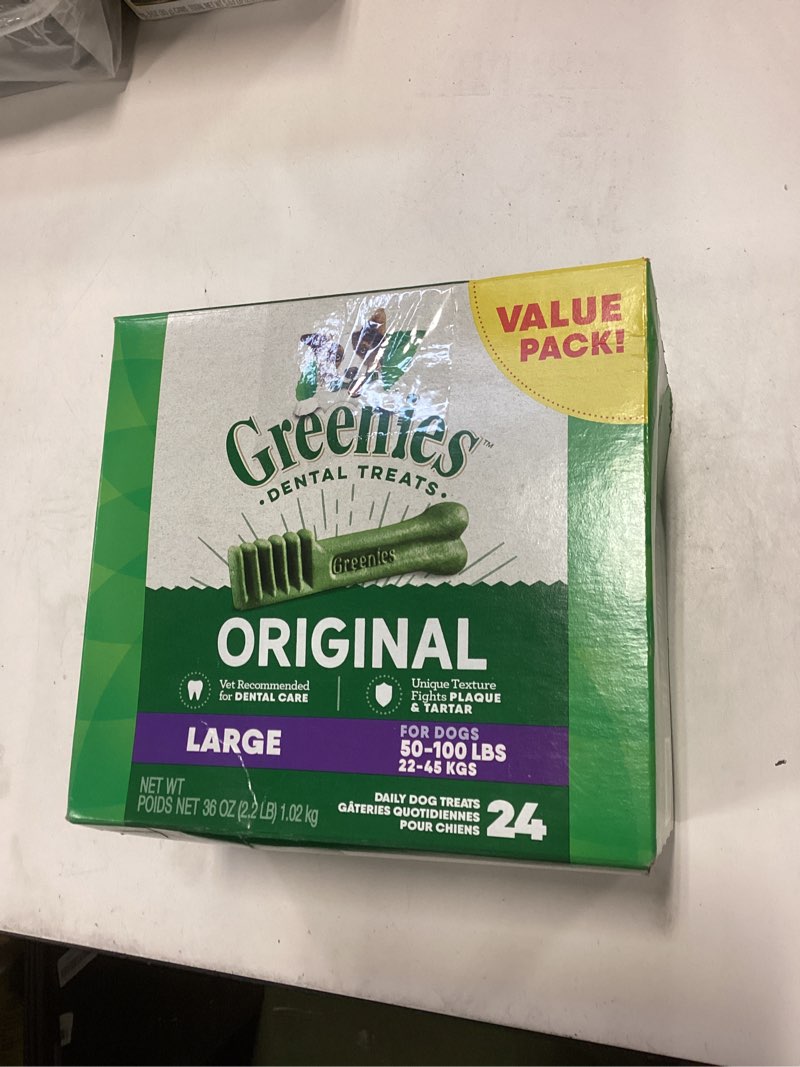 VALUE
PACK!
Greenies™
• DENTAL TREATS •
Greenies
ORIGINAL
Vet Recommended
for DENTAL CARE
Unique Texture
Fights PLAQUE
& TARTAR
LARGE
FOR DOGS
50-100 LBS
22-45 KGS
NET WT
POIDS NET 36 OZ (2.2 LB) 1.02 kg
DAILY DOG TREATS
GÂTERIES QUOTIDIENNES
POUR CHIENS
24